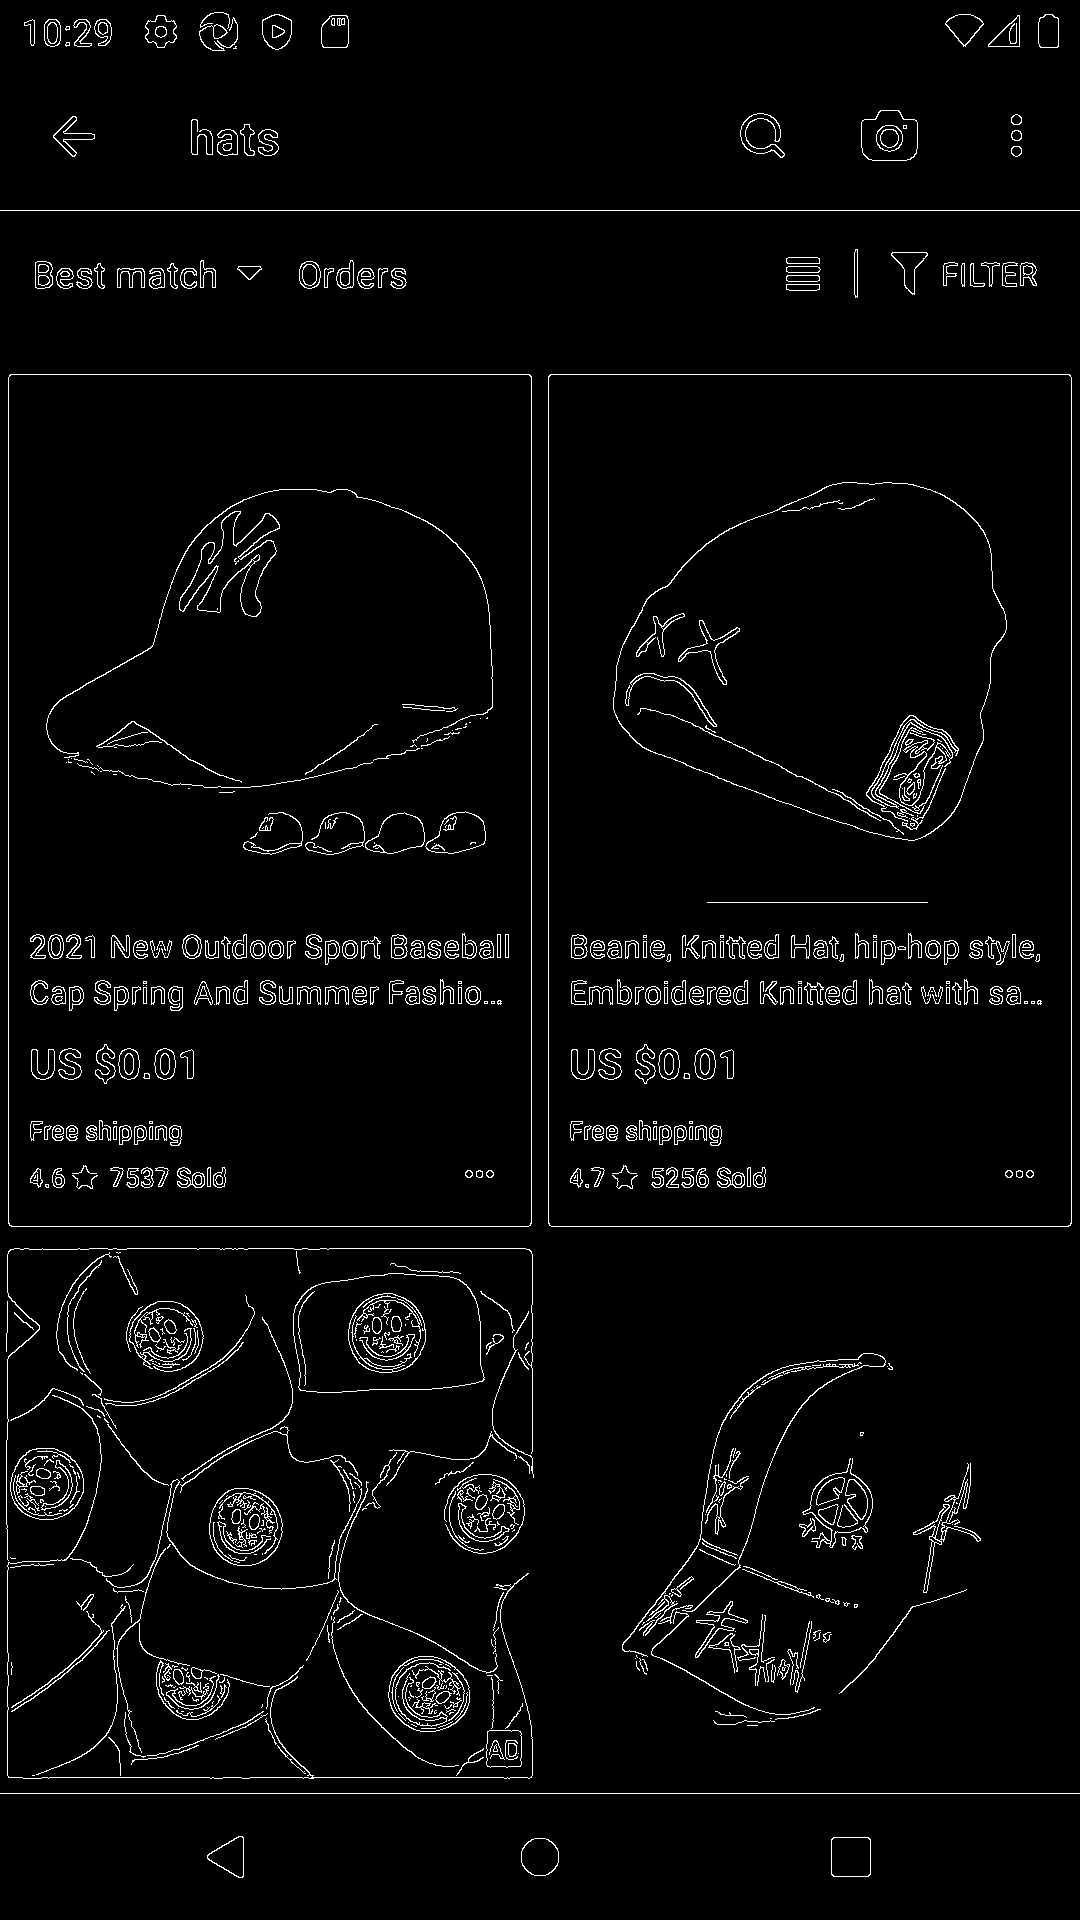 10:29
hats
Best match Orders FILTER
2021 New Outdoor Sport Baseball
Cap Spring And Summer Fashio...
US $0.01
Free shipping
4.6 7537 Sold
Beanie, Knitted Hat, hip-hop style,
Embroidered Knitted hat with sa...
US $0.01
Free shipping
4.7 5256 Sold
AD